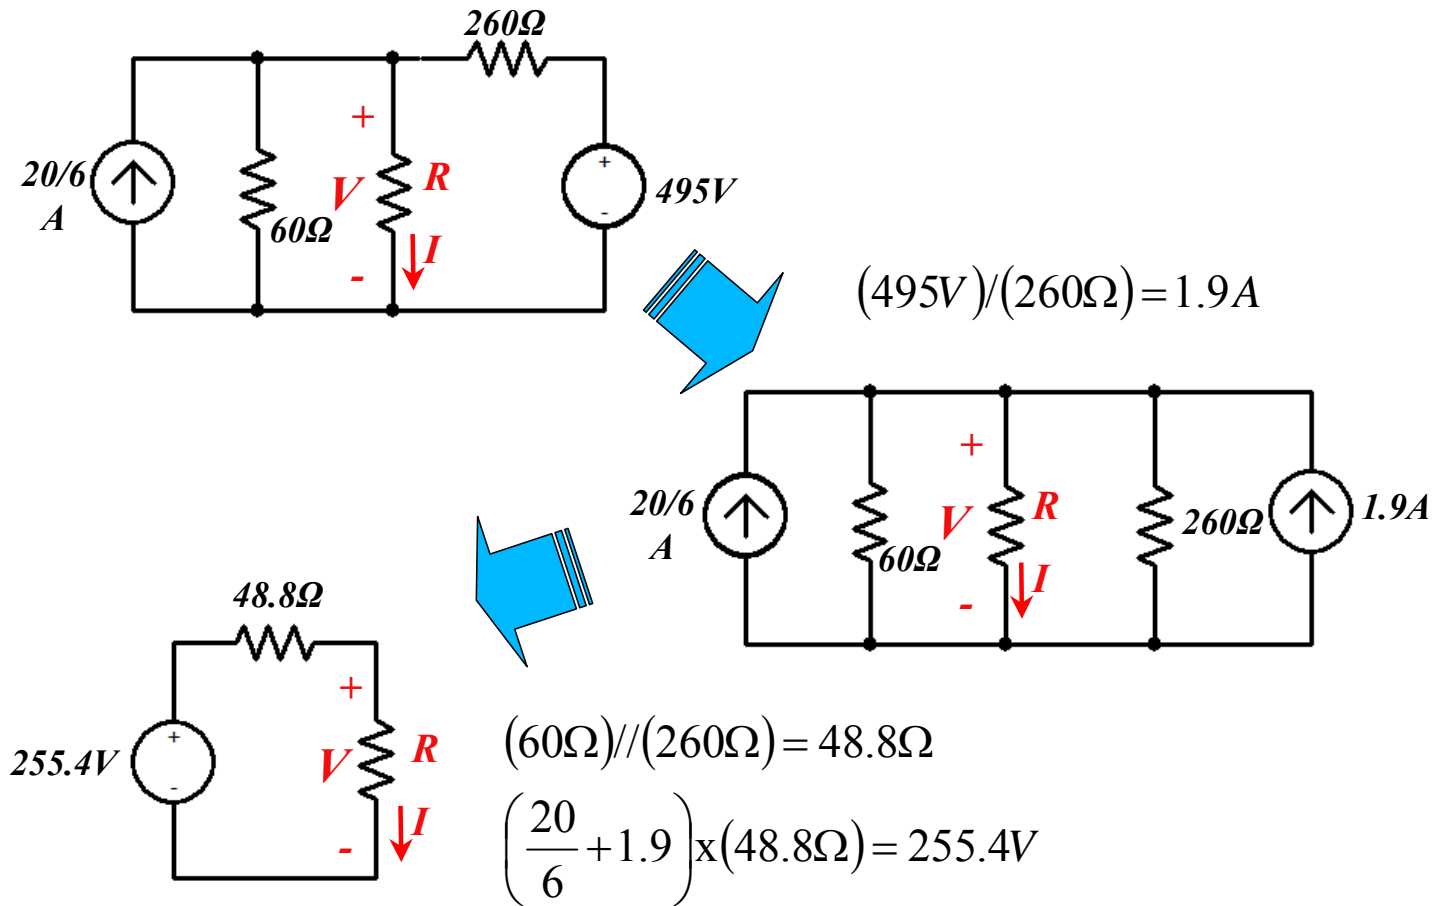 260Ω
20/6
A
60Ω
+
V
R
I
-
+
-
495V
(495V)/(260Ω) = 1.9A
20/6
A
60Ω
+
V
R
I
-
260Ω
1.9A
48.8Ω
255.4V
+
-
+
V
R
I
-
(60Ω)//(260Ω) = 48.8Ω
(20/6 + 1.9)x(48.8Ω) = 255.4V